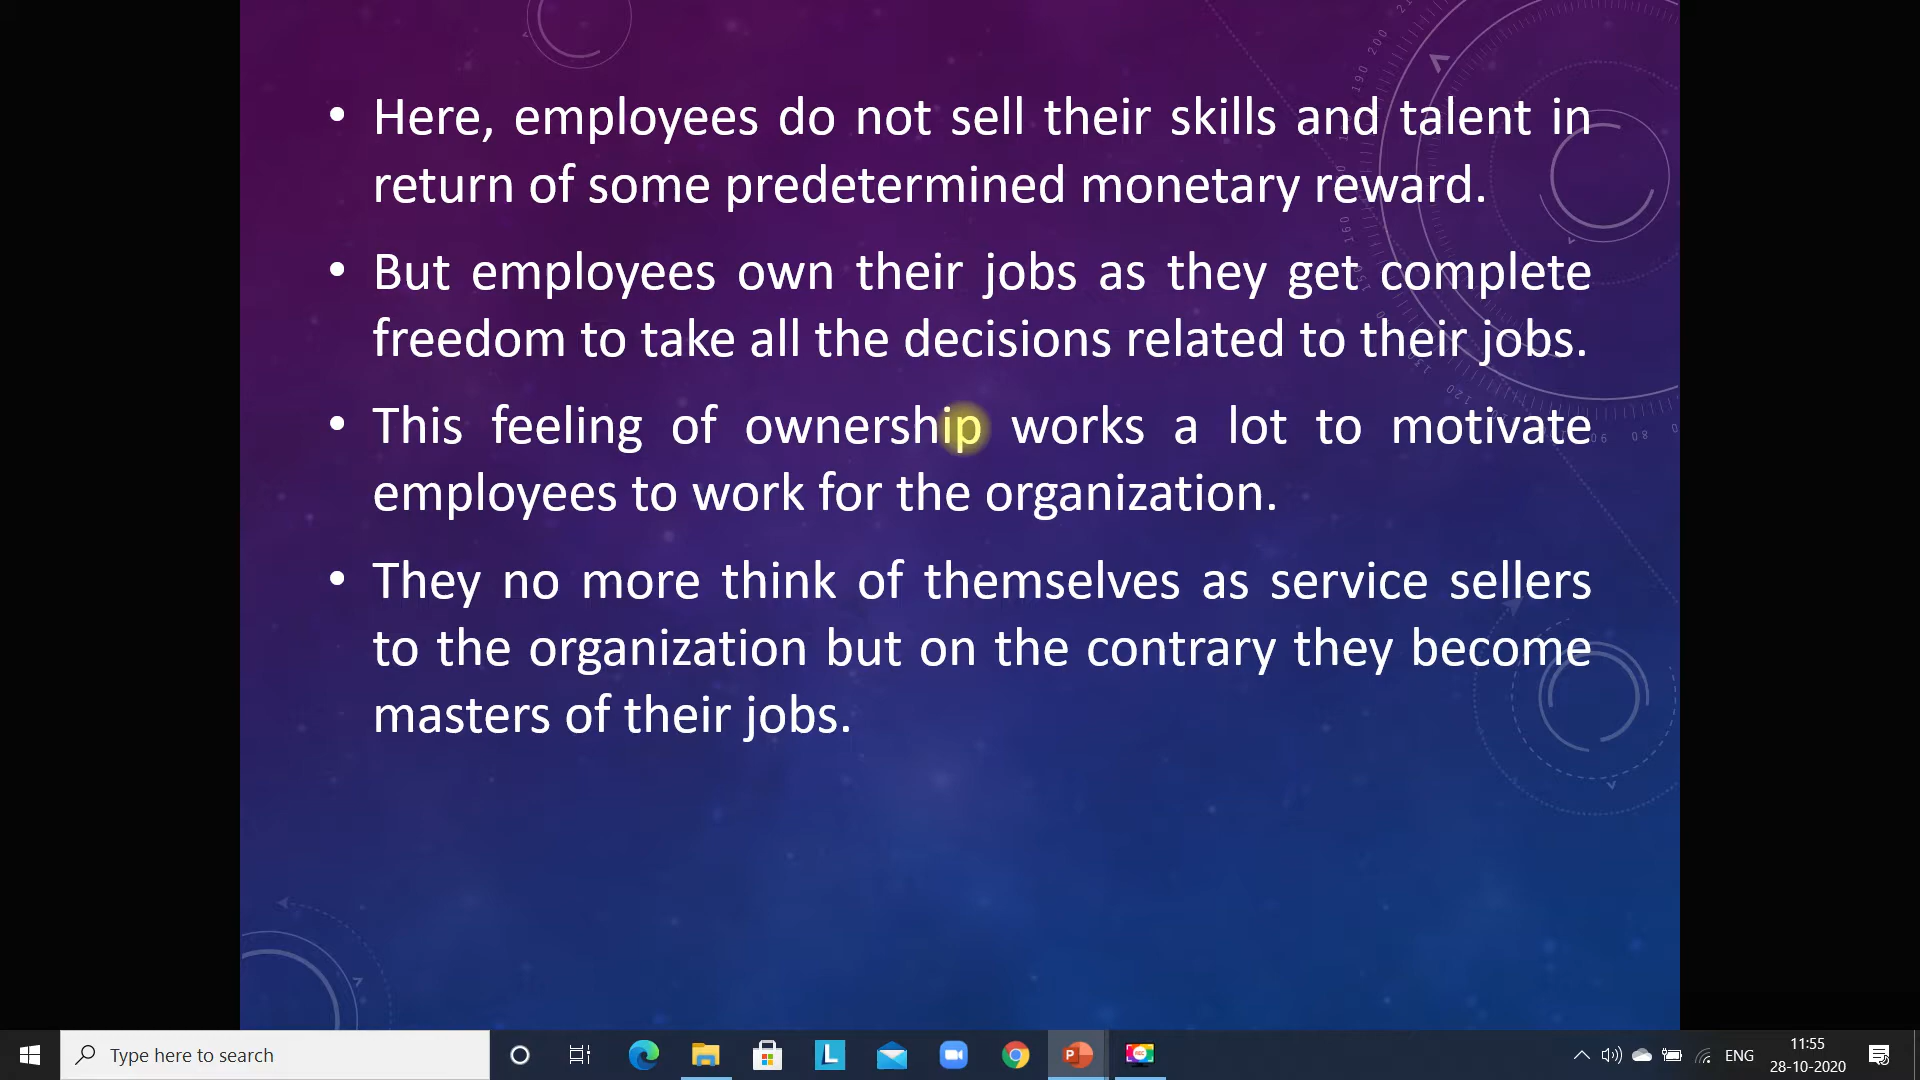 • Here, employees do not sell their skills and talent in
return of some predetermined monetary reward.
• But employees own their jobs as they get complete
freedom to take all the decisions related to their jobs.
• This feeling of ownership works a lot to motivate
employees to work for the organization.
• They no more think of themselves as service sellers
to the organization but on the contrary they become
masters of their jobs.
Type here to search
ENG
11:55
28-10-2020